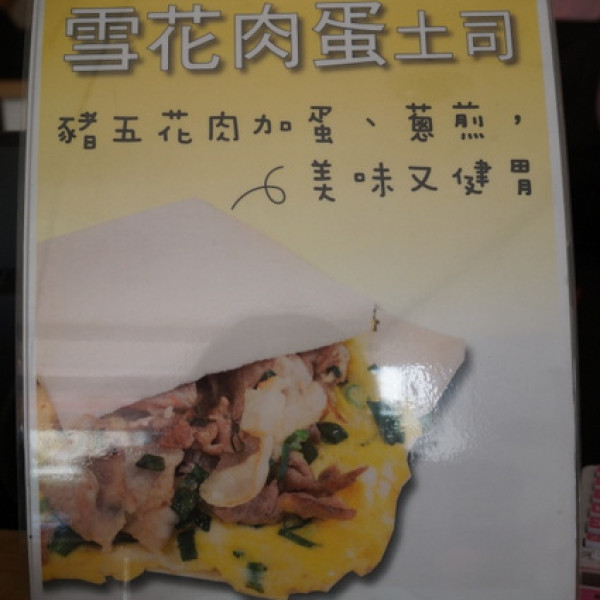 雪花肉蛋土司
豬五花肉加蛋、蔥煎，
美味又健胃